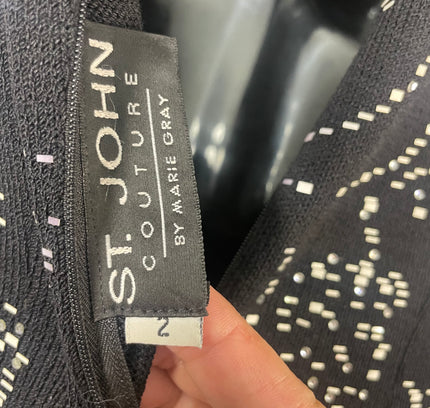 ST. JOHN
COUTURE
BY MARIE GRAY
2